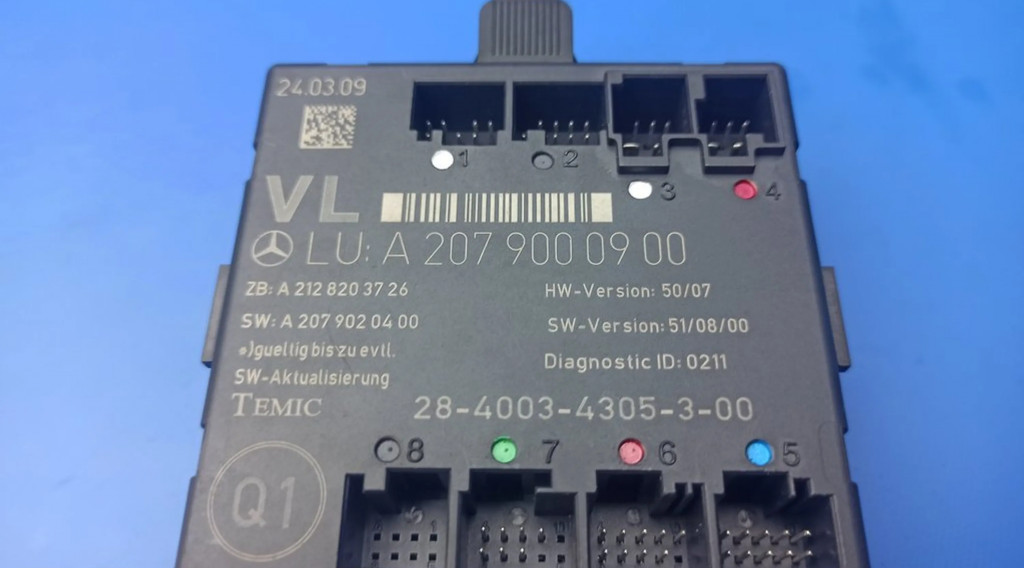 24.03.09
1
2
3
4
VL
LU: A 207 900 09 00
ZB: A 212 820 37 26
HW-Version: 50/07
SW: A 207 902 04 00
SW-Version: 51/08/00
*)gueltig bis zu evtl.
SW-Aktualisierung
Diagnostic ID: 0211
TEMIC
28-4003-4305-3-00
8
7
6
5
Q1